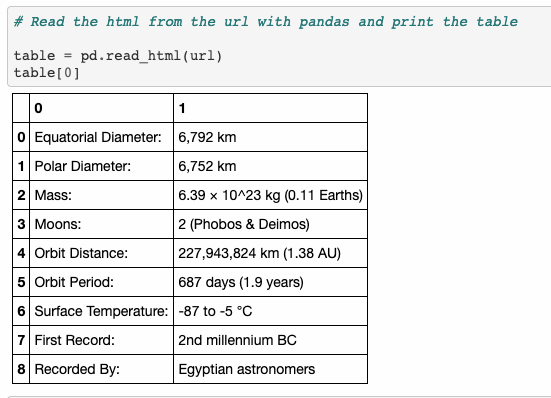 # Read the html from the url with pandas and print the table
table = pd.read_html(url)
table[0]
0 1
0 Equatorial Diameter: 6,792 km
1 Polar Diameter: 6,752 km
2 Mass: 6.39 × 10^23 kg (0.11 Earths)
3 Moons: 2 (Phobos & Deimos)
4 Orbit Distance: 227,943,824 km (1.38 AU)
5 Orbit Period: 687 days (1.9 years)
6 Surface Temperature: -87 to -5 °C
7 First Record: 2nd millennium BC
8 Recorded By: Egyptian astronomers